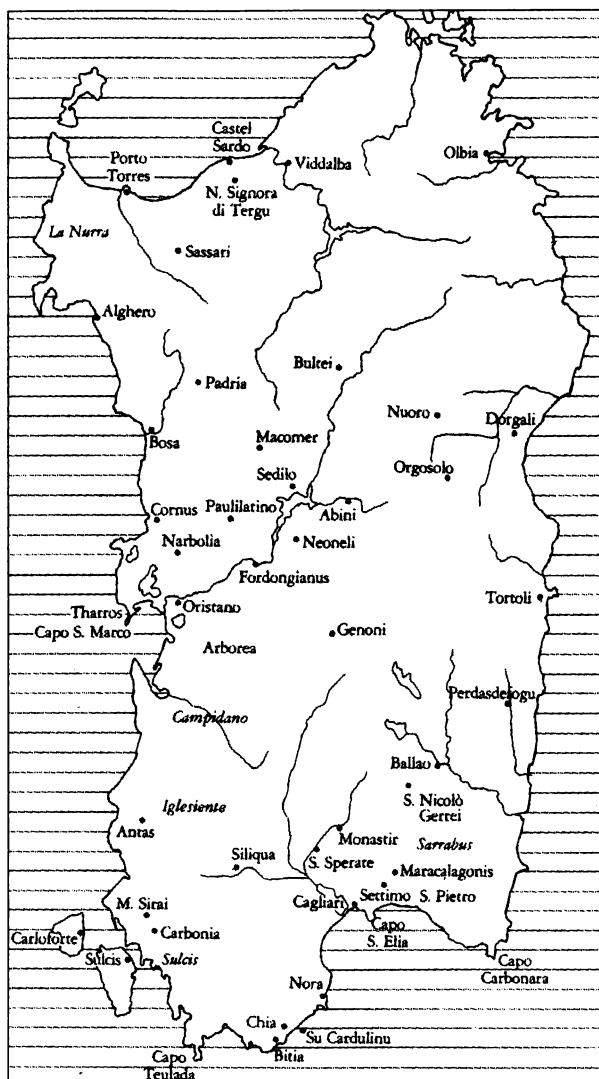 Castel
Sardo
Porto
Torres
Viddalba
Olbia
N. Signora
di Tergu
La Nurra
Sassari
Alghero
Bultei
Padria
Nuoro
Dorgali
Bosa
Macomer
Orgosolo
Sedilo
Abini
Cornus
Paulilatino
Narbolia
Neoneli
Fordongianus
Tortoli
Oristano
Tharros
Capo S. Marco
Genoni
Arborea
Perdasdefogu
Campidano
Ballao
S. Nicolò
Gerrei
Iglesiente
Antas
Monastir
Sarrabus
S. Sperate
Siliqua
Maracalagonis
Settimo S. Pietro
Cagliari
M. Sirai
Capo
S. Elia
Carloforte
Carbonia
Sulcis
Sulcis
Capo
Carbonara
Nora
Chia
Su Cardulinu
Bitia
Capo
Teulada